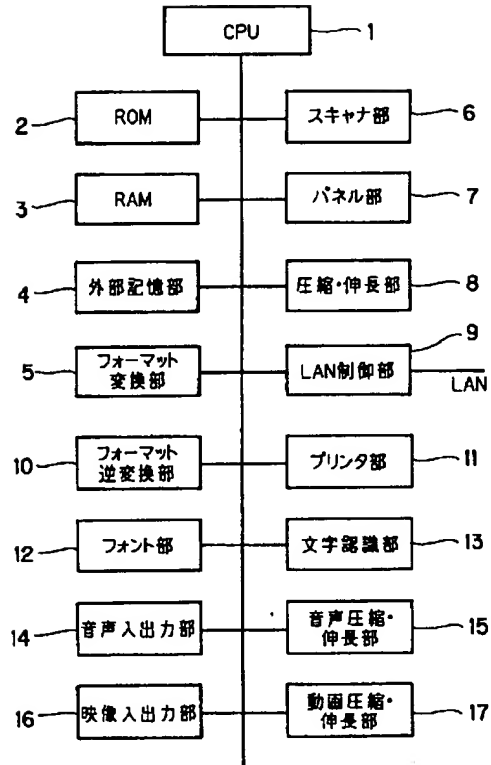 CPU
1
2
ROM
スキャナ部
6
3
RAM
パネル部
7
4
外部記憶部
圧縮・伸長部
8
5
フォーマット
変換部
LAN制御部
9
LAN
10
フォーマット
逆変換部
プリンタ部
11
12
フォント部
文字認識部
13
14
音声入出力部
音声圧縮・
伸長部
15
16
映像入出力部
動画圧縮・
伸長部
17